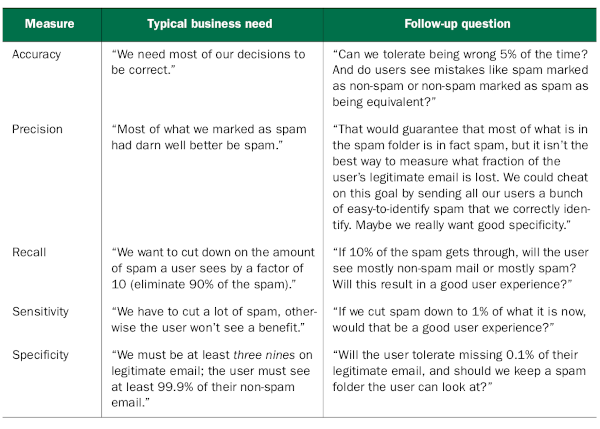 Measure Typical business need Follow-up question
Accuracy “We need most of our decisions to “Can we tolerate being wrong 5% of the time?
be correct.” And do users see mistakes like spam marked
as non-spam or non-spam marked as spam as
being equivalent?”
Precision “Most of what we marked as spam “That would guarantee that most of what is in
had darn well better be spam.” the spam folder is in fact spam, but it isn’t the
best way to measure what fraction of the
user’s legitimate email is lost. We could cheat
on this goal by sending all our users a bunch
of easy-to-identify spam that we correctly iden-
tify. Maybe we really want good specificity.”
Recall “We want to cut down on the amount “If 10% of the spam gets through, will the user
of spam a user sees by a factor of see mostly non-spam mail or mostly spam?
10 (eliminate 90% of the spam).” Will this result in a good user experience?”
Sensitivity “We have to cut a lot of spam, other- “If we cut spam down to 1% of what it is now,
wise the user won’t see a benefit.” would that be a good user experience?”
Specificity “We must be at least three nines on “Will the user tolerate missing 0.1% of their
legitimate email; the user must see legitimate email, and should we keep a spam
at least 99.9% of their non-spam folder the user can look at?”
email.”